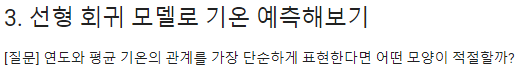 3. 선형 회귀 모델로 기온 예측해보기
[질문] 연도와 평균 기온의 관계를 가장 단순하게 표현한다면 어떤 모양이 적절할까?